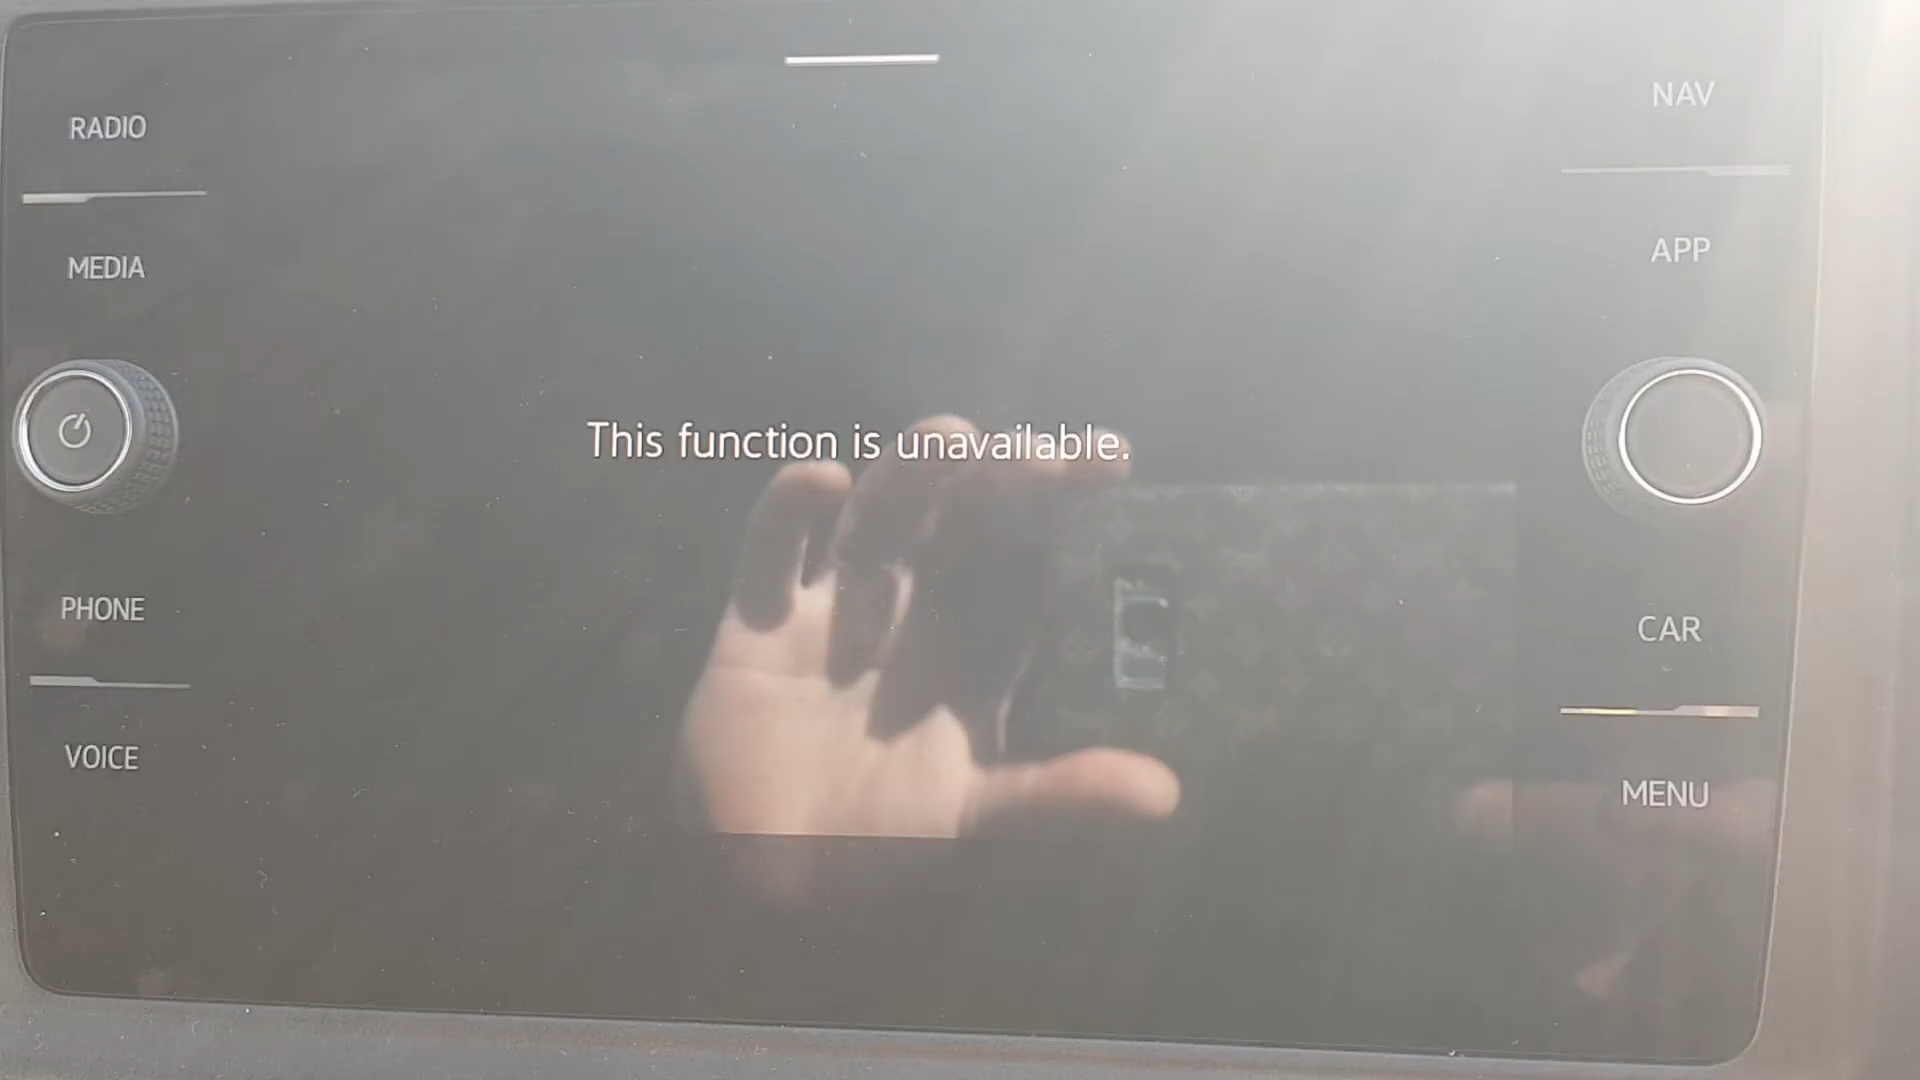 RADIO
MEDIA
PHONE
VOICE
This function is unavailable.
NAV
APP
CAR
MENU